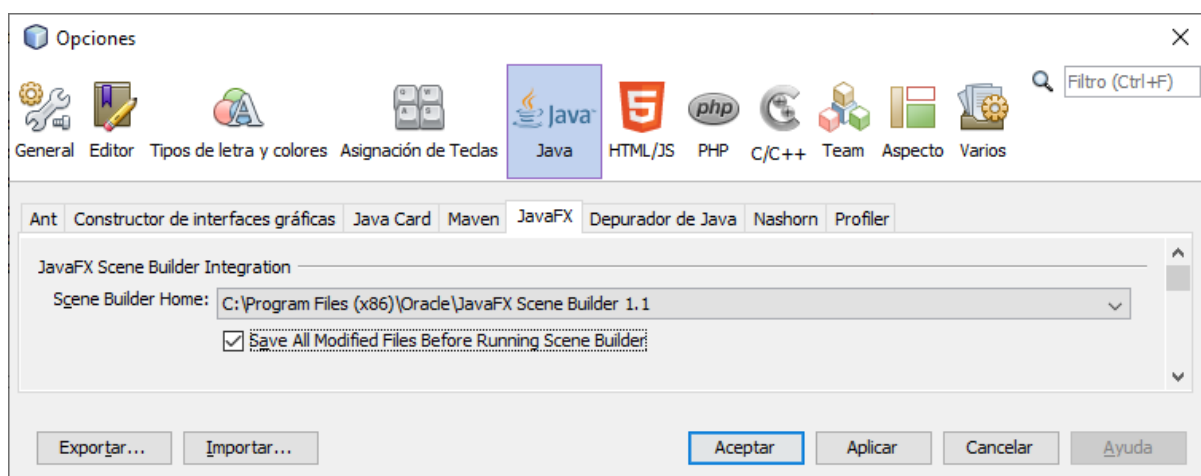 Opciones
Filtro (Ctrl+F)
General Editor Tipos de letra y colores Asignación de Teclas Java HTML/JS PHP C/C++ Team Aspecto Varios
Java
5
php
Ant Constructor de interfaces gráficas Java Card Maven JavaFX Depurador de Java Nashorn Profiler
JavaFX Scene Builder Integration
Scene Builder Home: C:\Program Files (x86)\Oracle\JavaFX Scene Builder 1.1
Save All Modified Files Before Running Scene Builder
Exportar... Importar... Aceptar Aplicar Cancelar Ayuda